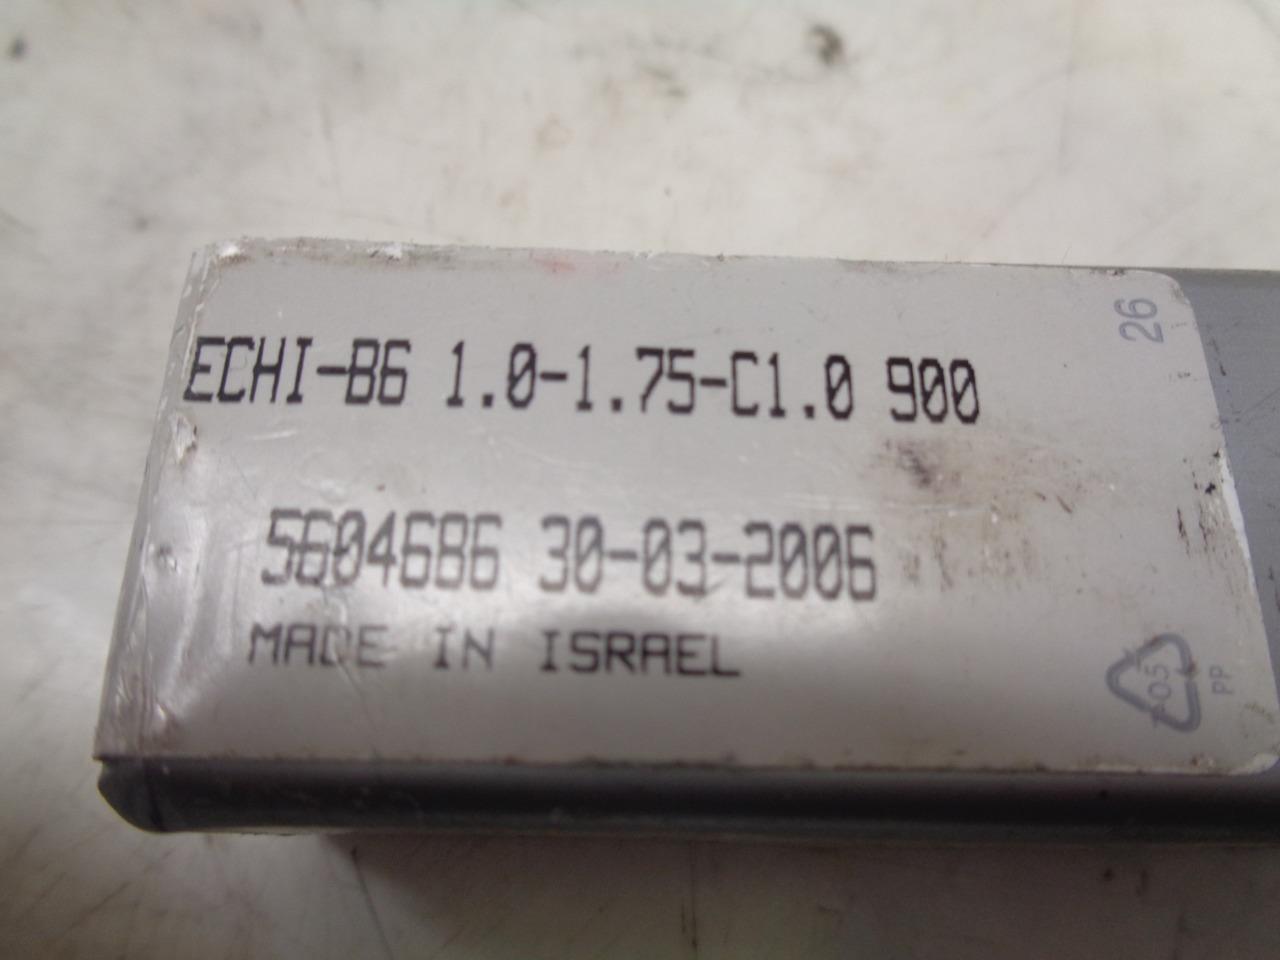 26
ECHI-B6 1.0-1.75-C1.0 900
5604686 30-03-2006
MADE IN ISRAEL
05
PP